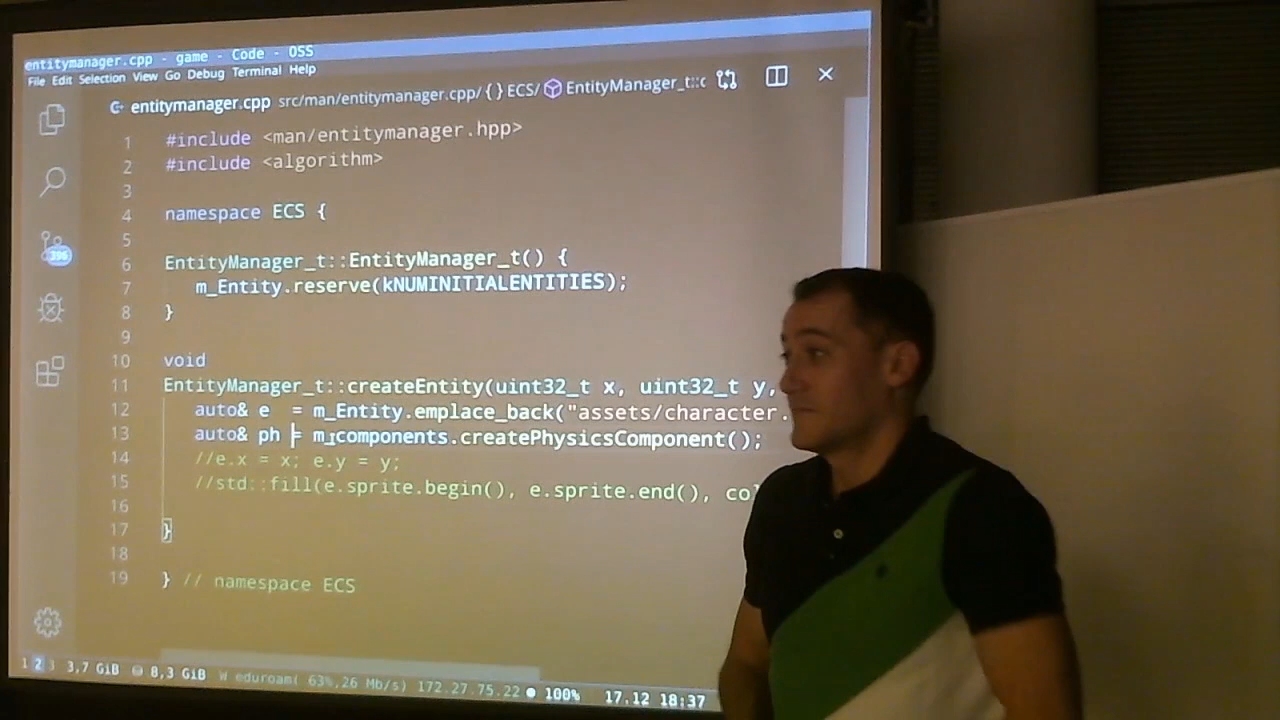 entitymanager.cpp - game - Code - OSS
File Edit Selection View Go Debug Terminal Help
entitymanager.cpp src/man/entitymanager.cpp/ {} ECS/ EntityManager_t::c
1 #include <man/entitymanager.hpp>
2 #include <algorithm>
3
4 namespace ECS {
5
6 EntityManager_t::EntityManager_t() {
7 m_Entity.reserve(kNUMINITIALENTITIES);
8 }
9
10 void
11 EntityManager_t::createEntity(uint32_t x, uint32_t y,
12 auto& e = m_Entity.emplace_back("assets/character.
13 auto& ph = m_components.createPhysicsComponent();
14 //e.x = x; e.y = y;
15 //std::fill(e.sprite.begin(), e.sprite.end(), co
16
17 }
18
19 } // namespace ECS
396
1 2 3 3,7 GiB 8,3 GiB W eduroam( 63%,26 Mb/s) 172.27.75.22 100% 17.12 18:37